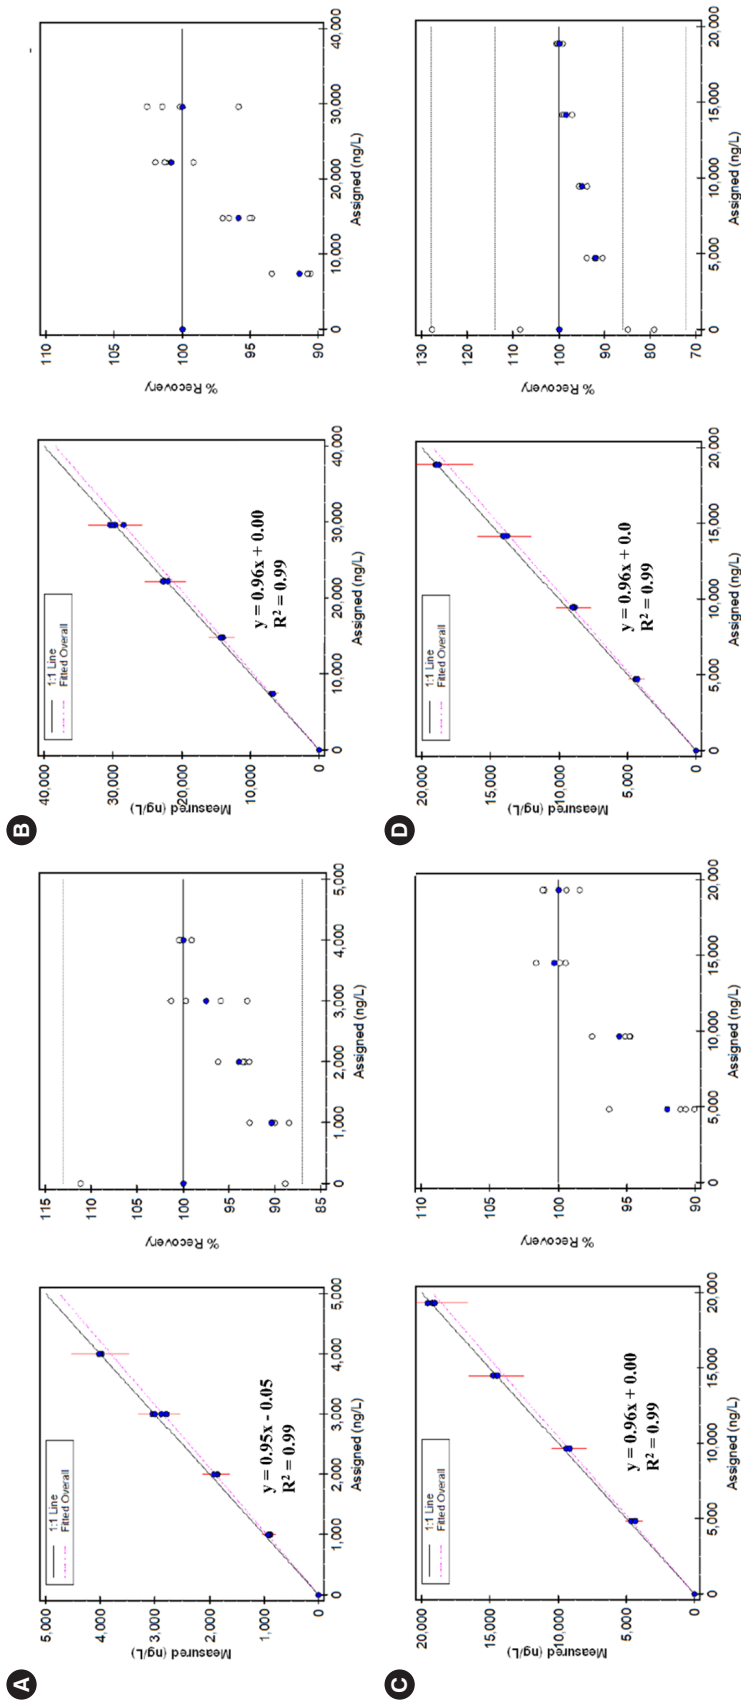 A
5,000
4,000
3,000
2,000
1,000
0
Measured (ng/L)
1:1 Line
Fitted Overall
y = 0.95x - 0.05
R² = 0.99
0
1,000
2,000
3,000
4,000
5,000
Assigned (ng/L)
115
110
105
100
95
90
85
% Recovery
0
1,000
2,000
3,000
4,000
5,000
Assigned (ng/L)
B
40,000
30,000
20,000
10,000
0
Measured (ng/L)
1:1 Line
Fitted Overall
y = 0.96x + 0.00
R² = 0.99
0
10,000
20,000
30,000
40,000
Assigned (ng/L)
110
105
100
95
90
% Recovery
0
10,000
20,000
30,000
40,000
Assigned (ng/L)
C
20,000
15,000
10,000
5,000
0
Measured (ng/L)
1:1 Line
Fitted Overall
y = 0.96x + 0.00
R² = 0.99
0
5,000
10,000
15,000
20,000
Assigned (ng/L)
110
105
100
95
90
% Recovery
0
5,000
10,000
15,000
20,000
Assigned (ng/L)
D
20,000
15,000
10,000
5,000
0
Measured (ng/L)
1:1 Line
Fitted Overall
y = 0.96x + 0.0
R² = 0.99
0
5,000
10,000
15,000
20,000
Assigned (ng/L)
130
120
110
100
90
80
70
% Recovery
0
5,000
10,000
15,000
20,000
Assigned (ng/L)